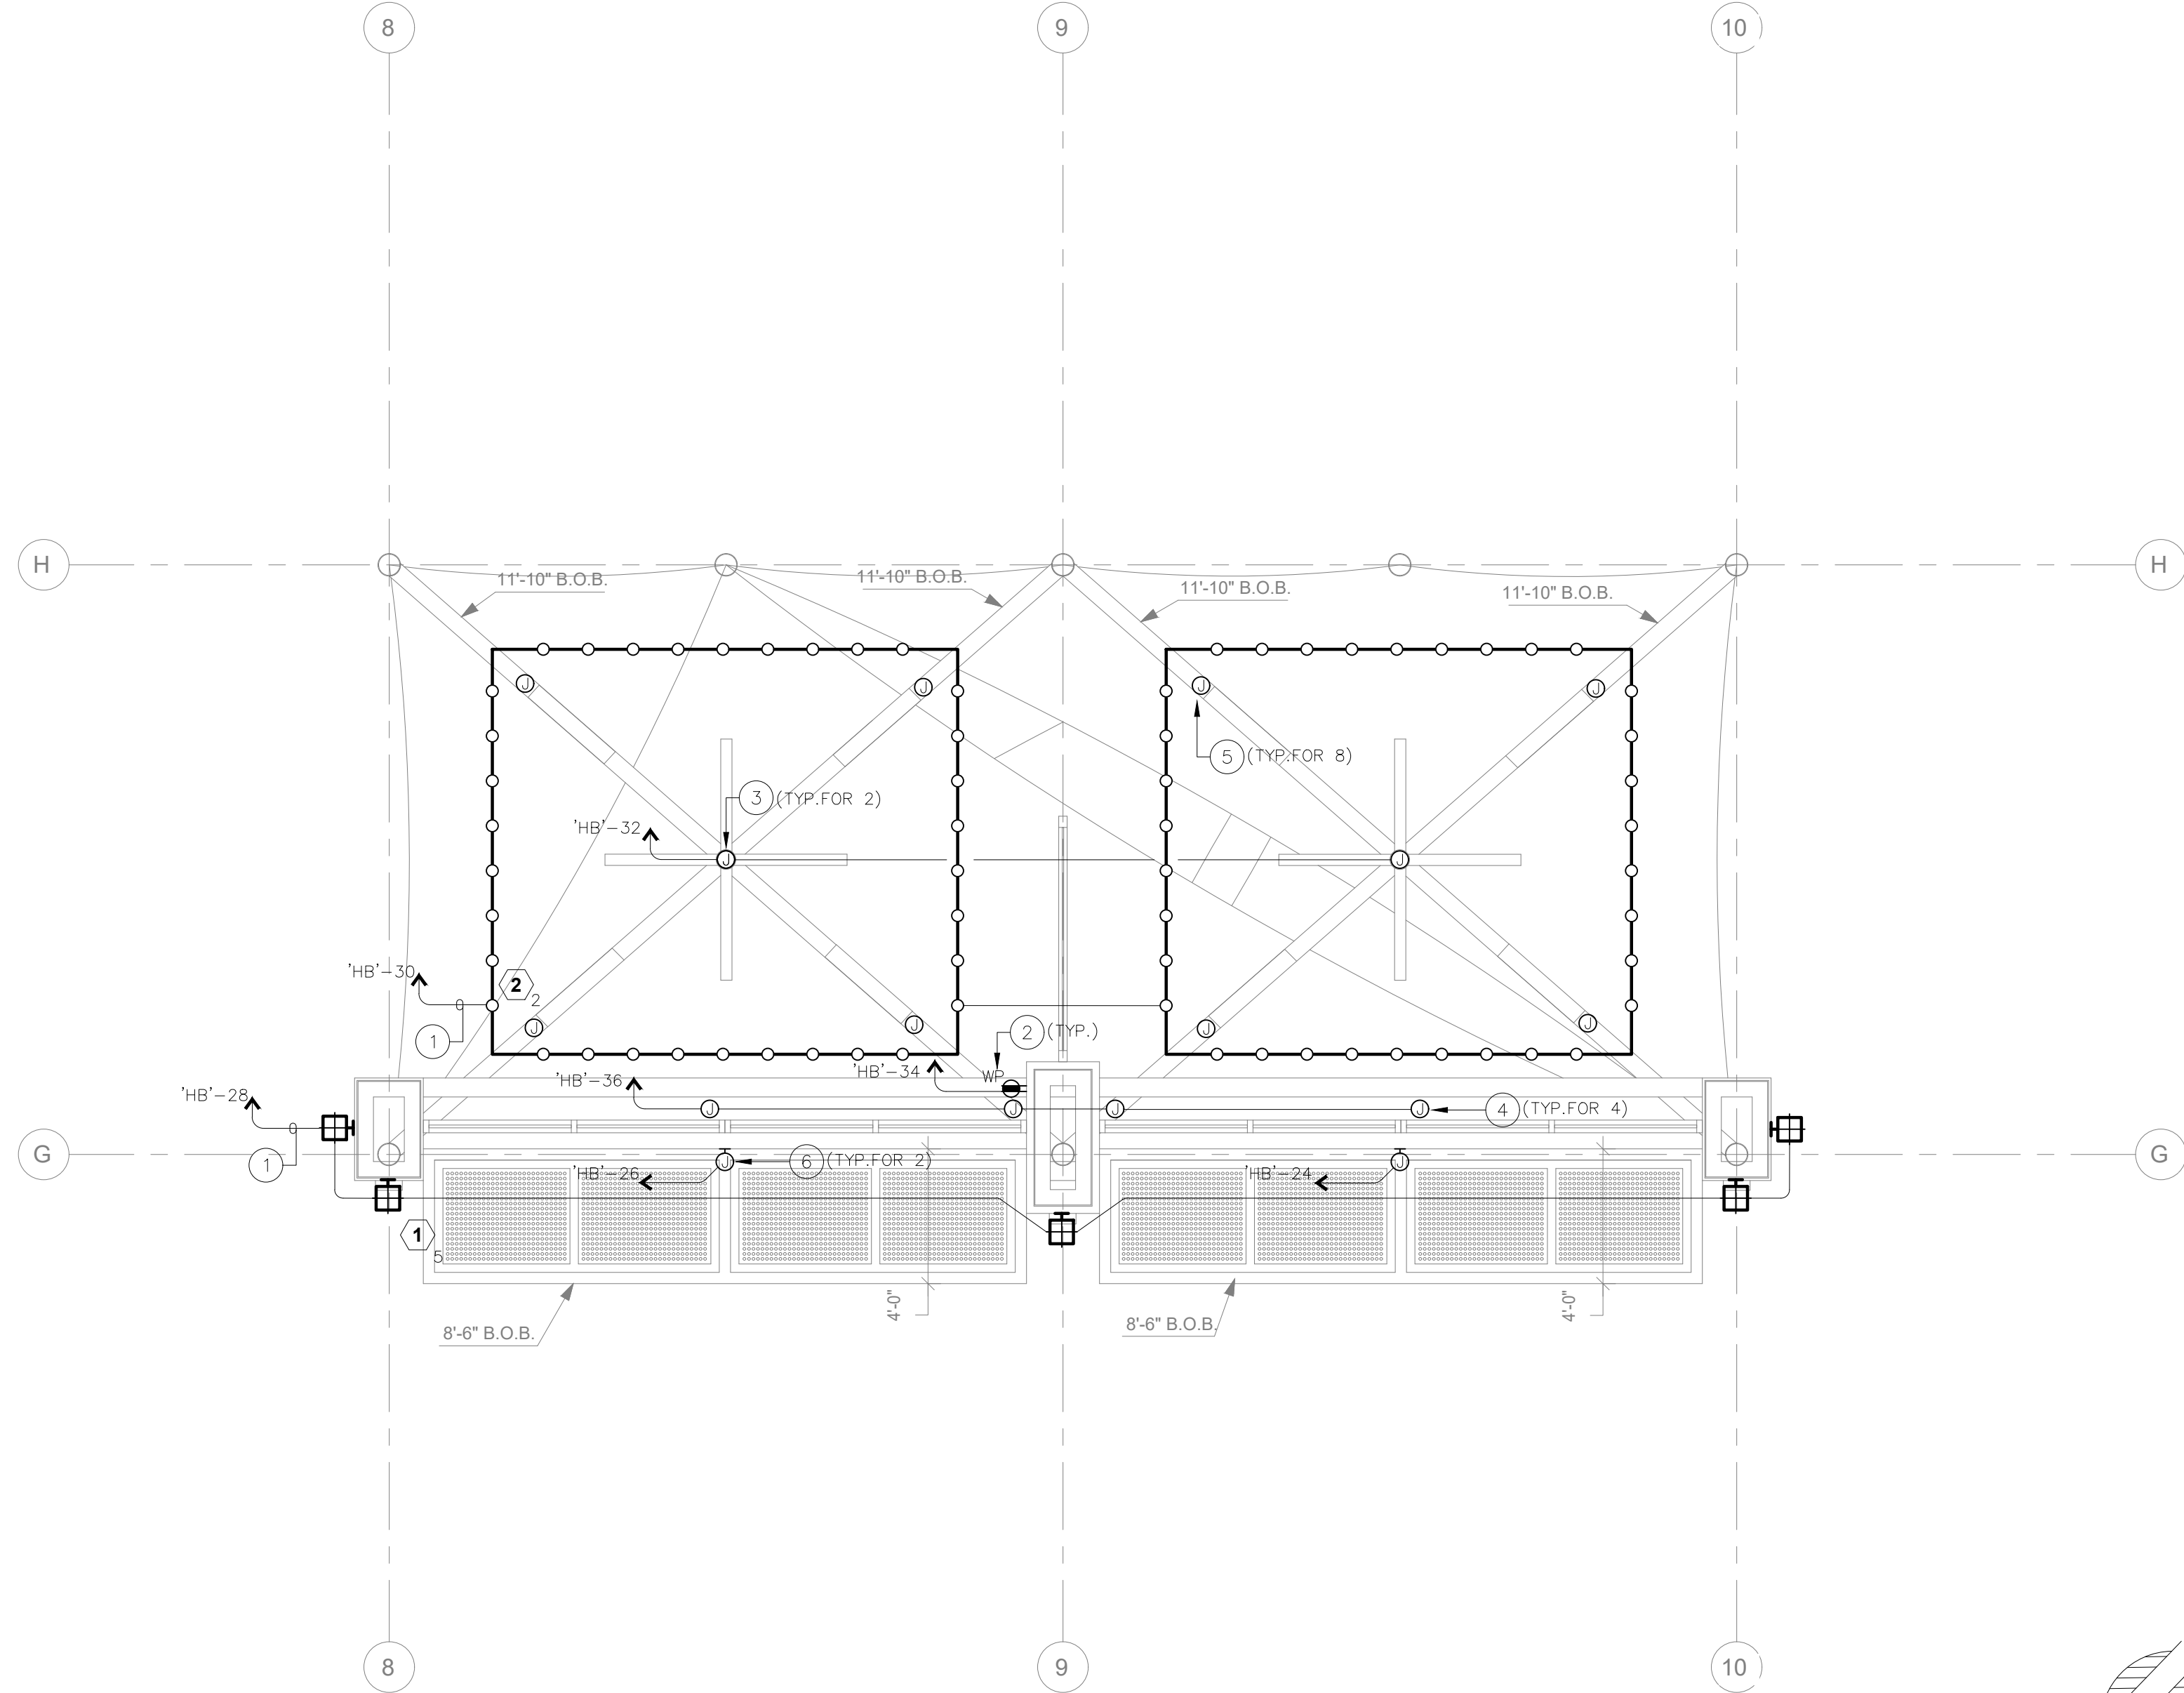 8 9 10
H H
11'-10" B.O.B. 11'-10" B.O.B. 11'-10" B.O.B. 11'-10" B.O.B.
J J J J
5 (TYP.FOR 8)
3 (TYP.FOR 2)
'HB'-32
J J
'HB'-30
2
2
1
J J J J
2 (TYP.)
'HB'-34
WP
'HB'-36
'HB'-28
J J J J
4 (TYP.FOR 4)
1
G G
J 6 (TYP.FOR 2)
J
'HB'-26 'HB'-24
1
5
4'-0" 4'-0"
8'-6" B.O.B. 8'-6" B.O.B.
8 9 10